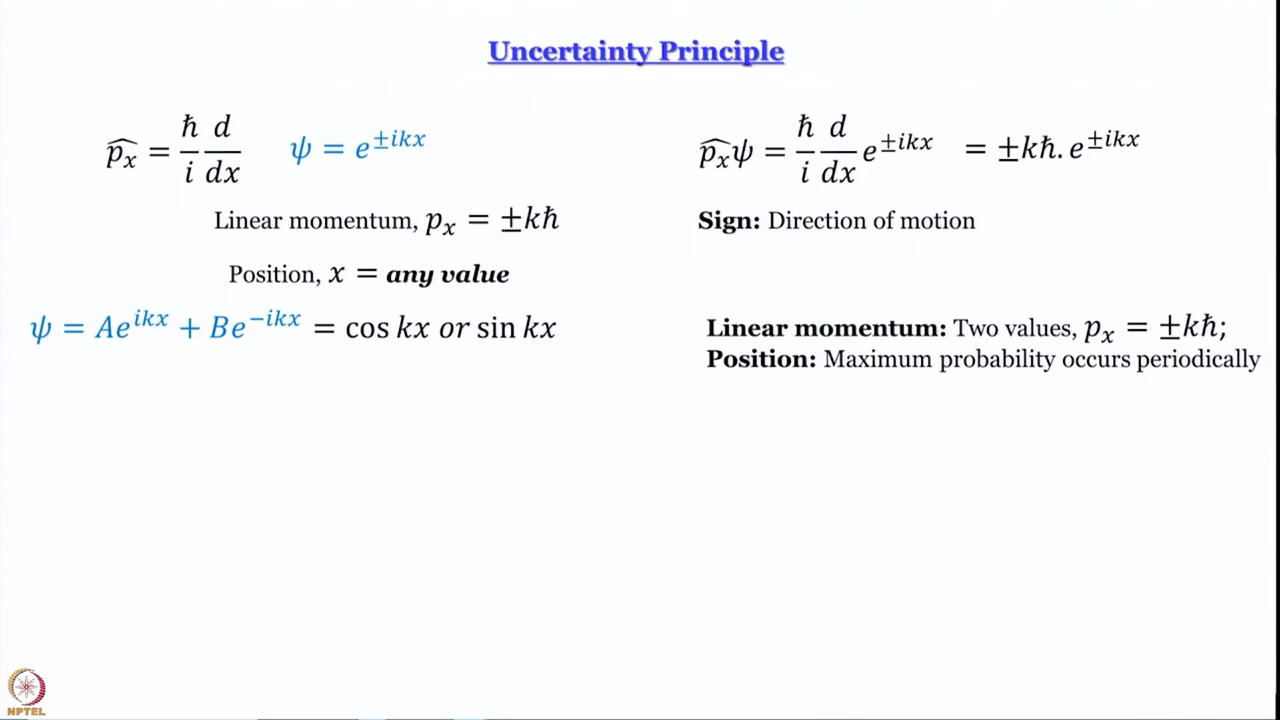 Uncertainty Principle
p̂ₓ = ħ/i d/dx    ψ = e^{±ikx}
p̂ₓψ = ħ/i d/dx e^{±ikx} = ±kħ. e^{±ikx}
Linear momentum, pₓ = ±kħ
Sign: Direction of motion
Position, x = any value
ψ = Ae^{ikx} + Be^{-ikx} = cos kx or sin kx
Linear momentum: Two values, pₓ = ±kħ;
Position: Maximum probability occurs periodically
NPTEL